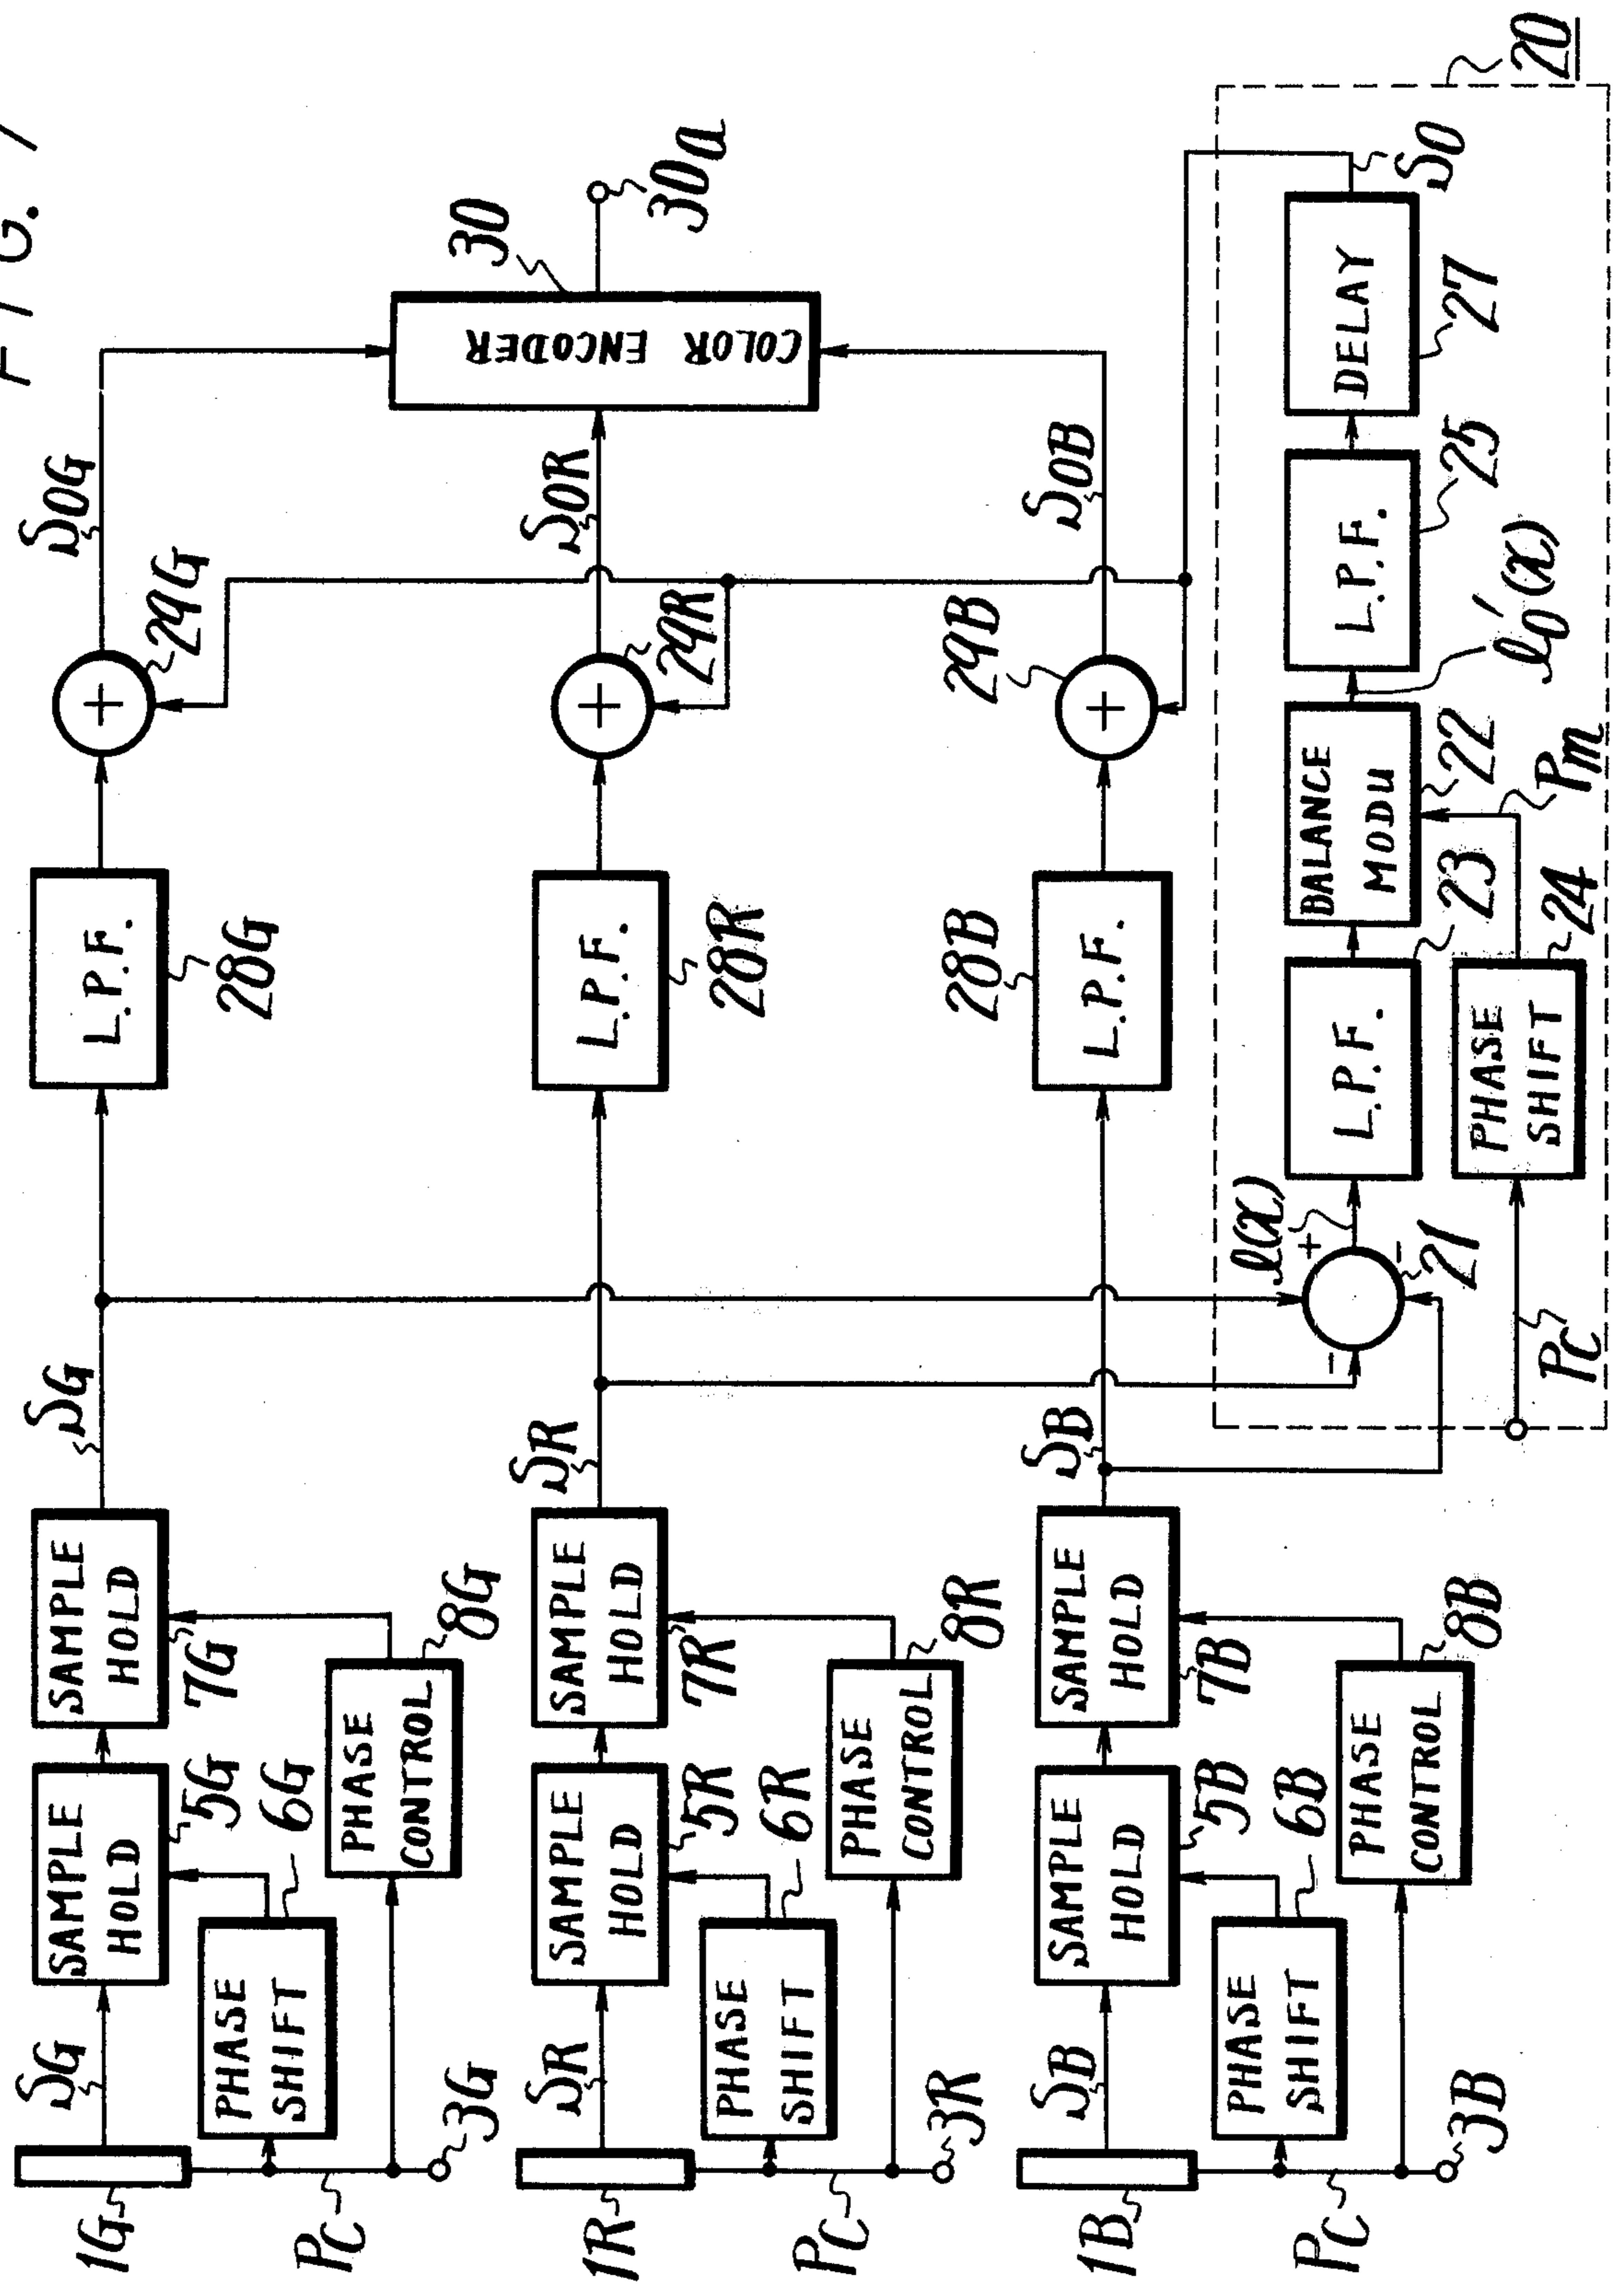 FIG. 7
1G
SG
SAMPLE
HOLD
5G
SAMPLE
HOLD
7G
SG
PHASE
SHIFT
6G
PHASE
CONTROL
8G
PC
3G
L.P.F.
28G
+
29G
S0G
1R
SR
SAMPLE
HOLD
5R
SAMPLE
HOLD
7R
SR
PHASE
SHIFT
6R
PHASE
CONTROL
8R
PC
3R
L.P.F.
28R
+
29R
S0R
COLOR ENCODER
30
30a
1B
SB
SAMPLE
HOLD
5B
SAMPLE
HOLD
7B
SB
PHASE
SHIFT
6B
PHASE
CONTROL
8B
PC
3B
L.P.F.
28B
+
29B
S0B
20
l(x)
+
-
-
21
L.P.F.
23
BALANCE
MODU
22
l0'(x)
L.P.F.
25
DELAY
27
S0
PC
PHASE
SHIFT
24
Pm